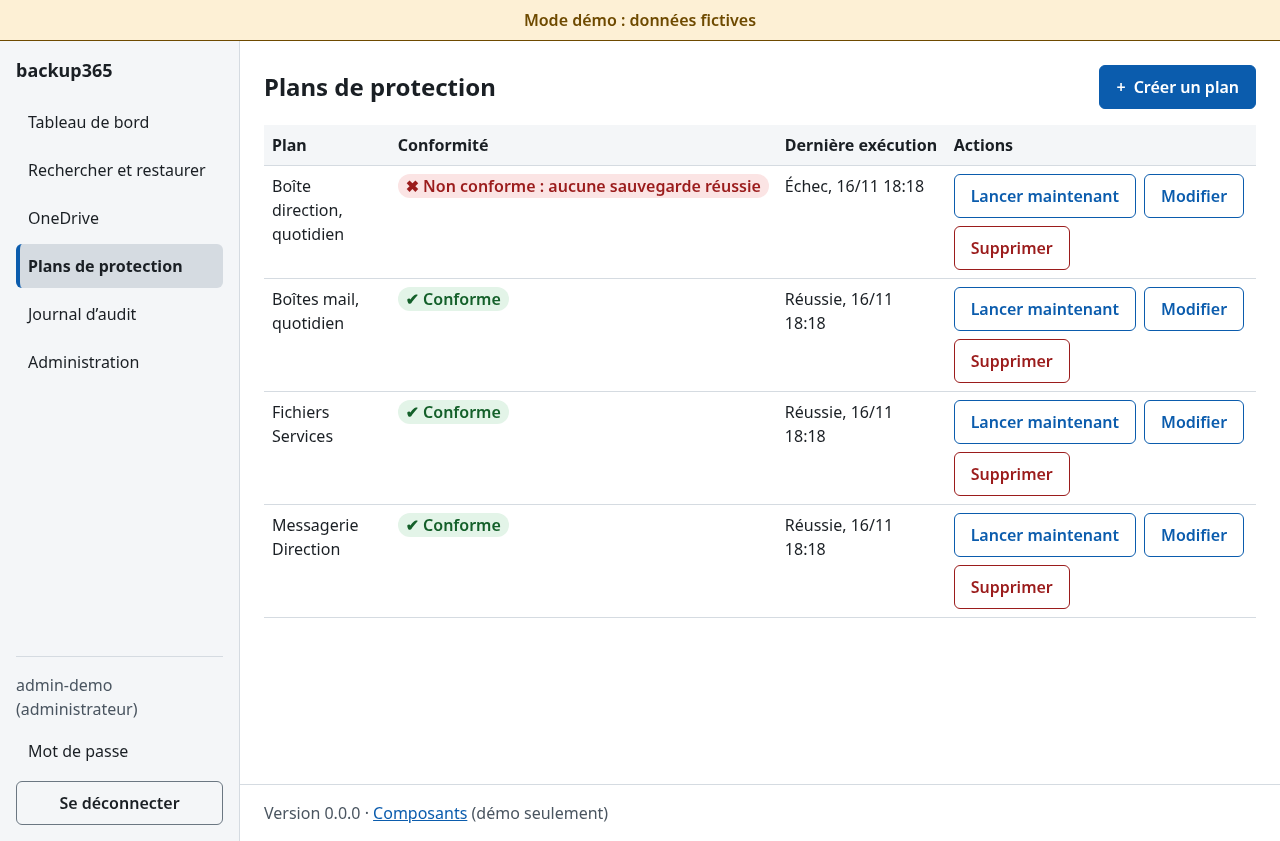 Mode démo : données fictives
backup365
Tableau de bord
Rechercher et restaurer
OneDrive
Plans de protection
Journal d’audit
Administration
admin-demo
(administrateur)
Mot de passe
Se déconnecter
Plans de protection
+ Créer un plan
Plan Conformité Dernière exécution Actions
Boîte
direction,
quotidien
✖ Non conforme : aucune sauvegarde réussie
Échec, 16/11 18:18
Lancer maintenant Modifier
Supprimer
Boîtes mail,
quotidien
✔ Conforme
Réussie, 16/11
18:18
Lancer maintenant Modifier
Supprimer
Fichiers
Services
✔ Conforme
Réussie, 16/11
18:18
Lancer maintenant Modifier
Supprimer
Messagerie
Direction
✔ Conforme
Réussie, 16/11
18:18
Lancer maintenant Modifier
Supprimer
Version 0.0.0 · Composants (démo seulement)